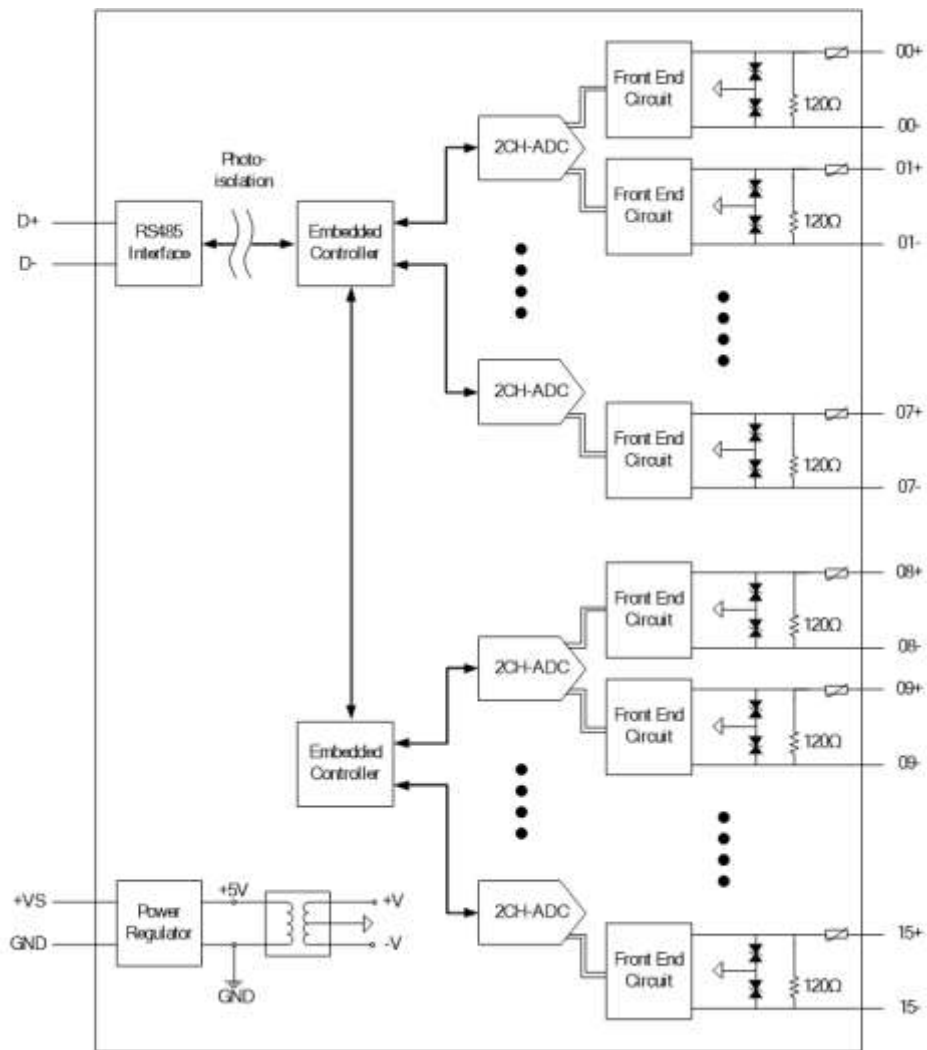 Front End
Circuit
120Ω
00+
00-
2CH-ADC
Front End
Circuit
120Ω
01+
01-
Photo-
isolation
D+
D-
RS485
Interface
Embedded
Controller
2CH-ADC
Front End
Circuit
120Ω
07+
07-
Front End
Circuit
120Ω
08+
08-
2CH-ADC
Front End
Circuit
120Ω
09+
09-
Embedded
Controller
+VS
GND
Power
Regulator
+5V
GND
+V
-V
2CH-ADC
Front End
Circuit
120Ω
15+
15-